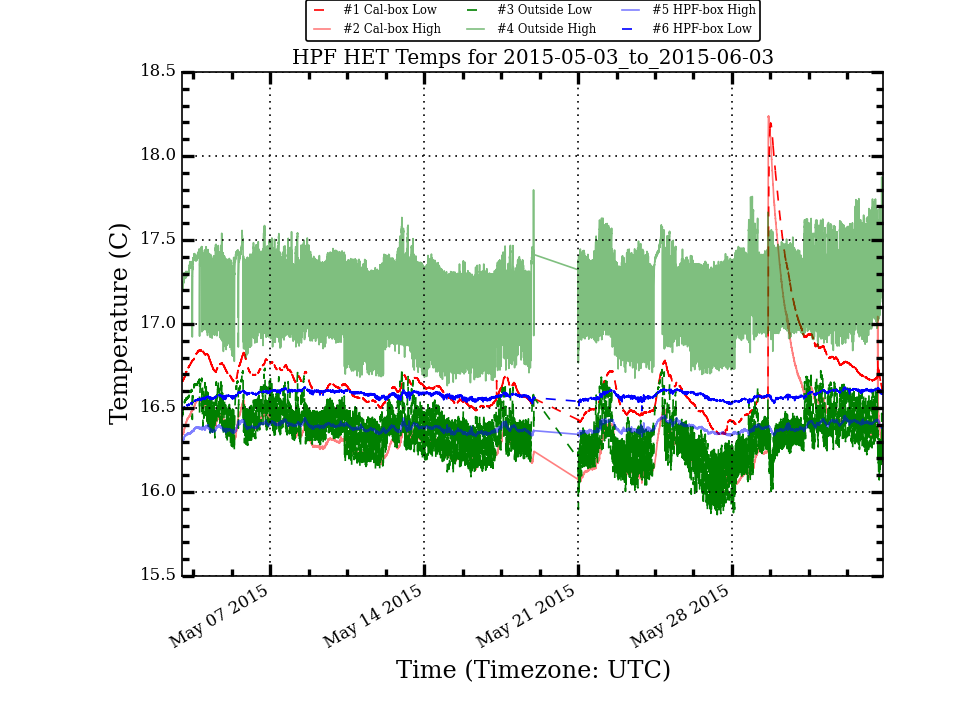 #1 Cal-box Low #3 Outside Low #5 HPF-box High
#2 Cal-box High #4 Outside High #6 HPF-box Low
HPF HET Temps for 2015-05-03_to_2015-06-03
18.5
18.0
17.5
17.0
16.5
16.0
15.5
Temperature (C)
May 07 2015 May 14 2015 May 21 2015 May 28 2015
Time (Timezone: UTC)